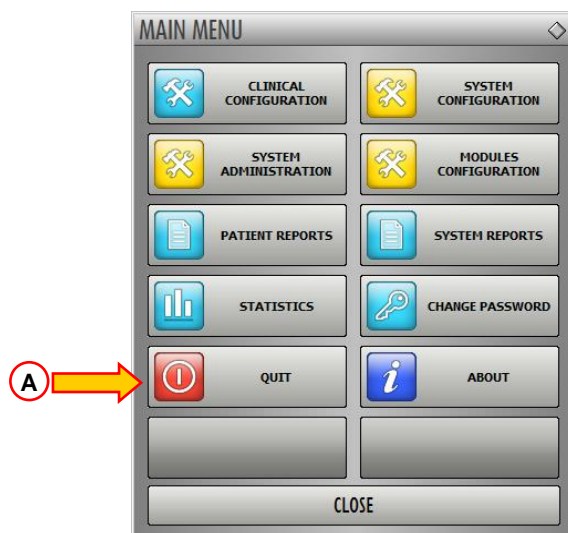 MAIN MENU
CLINICAL
CONFIGURATION
SYSTEM
CONFIGURATION
SYSTEM
ADMINISTRATION
MODULES
CONFIGURATION
PATIENT REPORTS
SYSTEM REPORTS
STATISTICS
CHANGE PASSWORD
A
QUIT
i
ABOUT
CLOSE